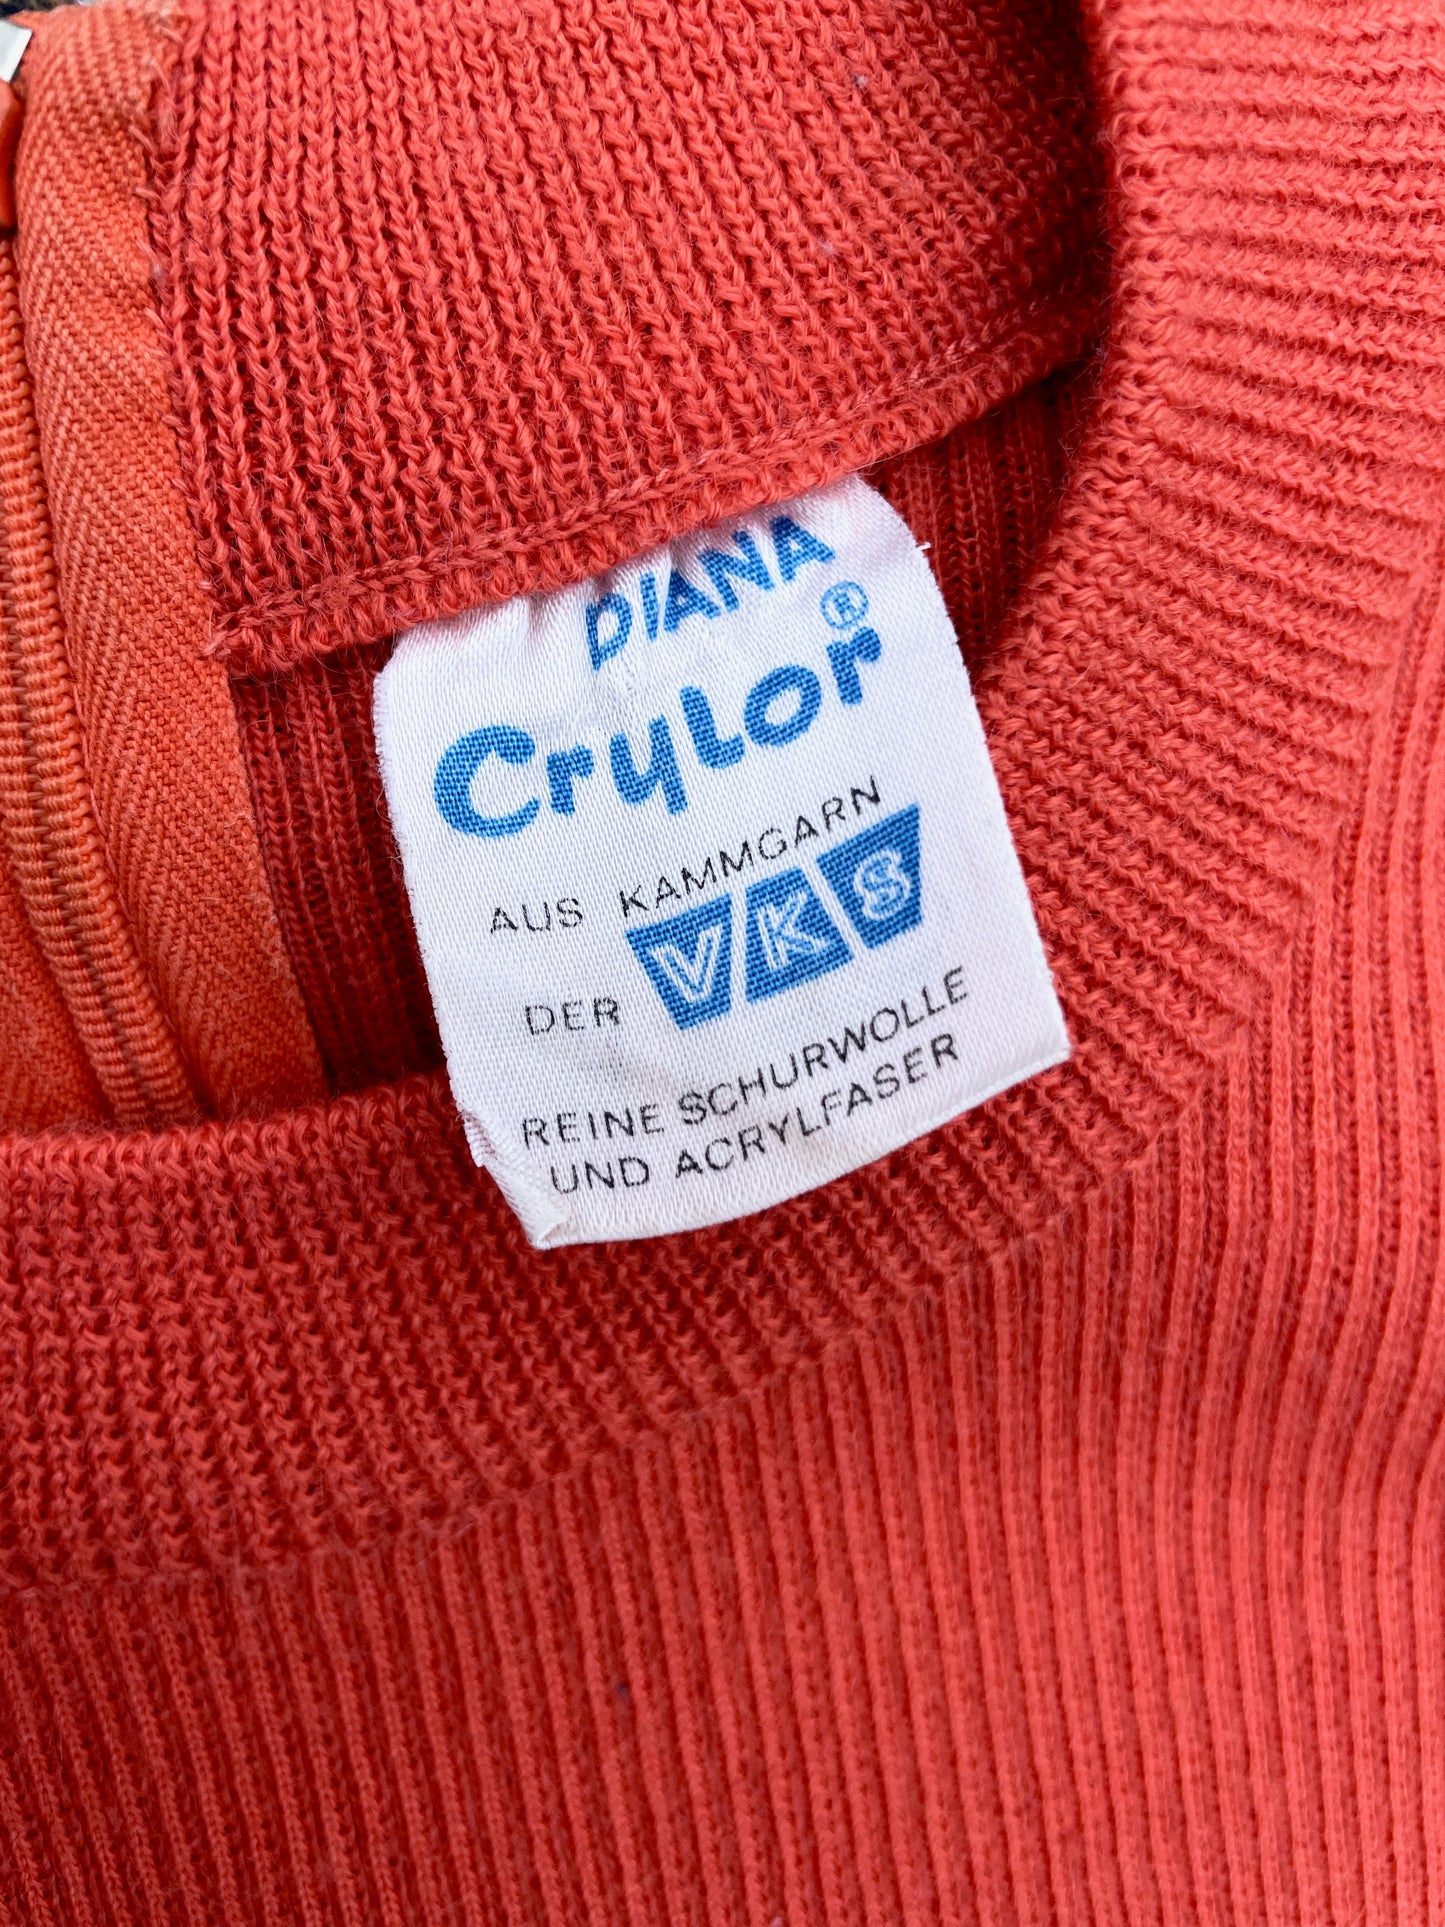 DIANA
Crylor®
AUS KAMMGARN
DER VKS
REINE SCHURWOLLE
UND ACRYLFASER